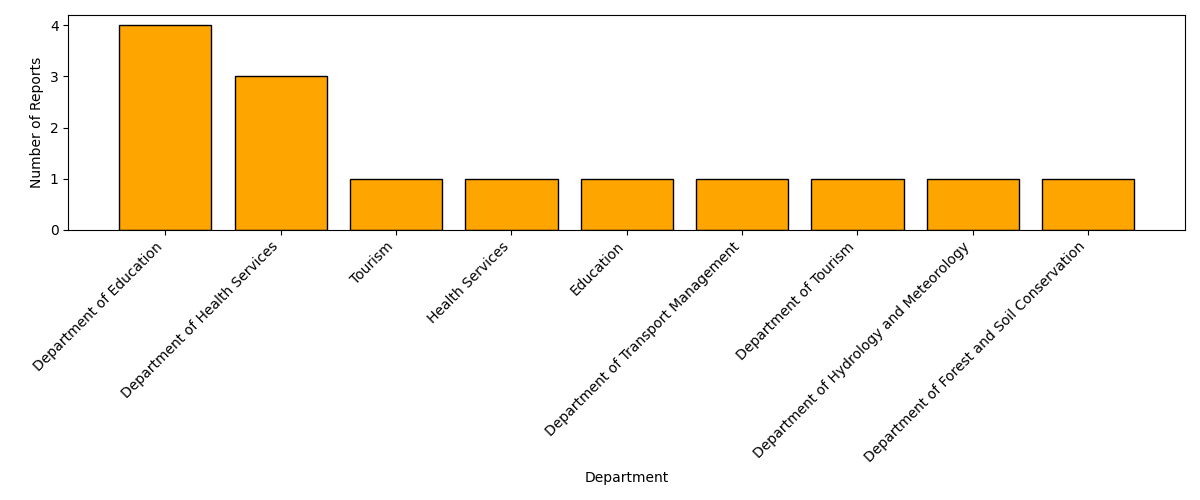 4
3
2
1
0
Number of Reports
Department of Education
Department of Health Services
Tourism
Health Services
Education
Department of Transport Management
Department of Tourism
Department of Hydrology and Meteorology
Department of Forest and Soil Conservation
Department